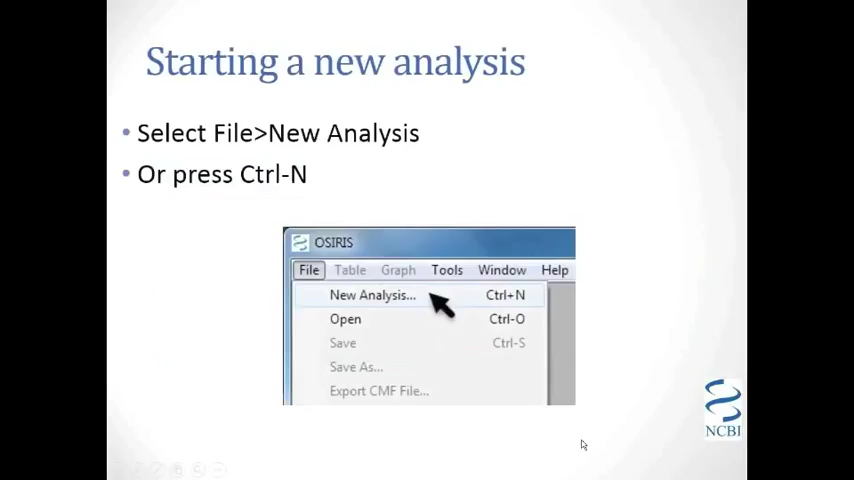 Starting a new analysis
• Select File>New Analysis
• Or press Ctrl-N
OSIRIS
File Table Graph Tools Window Help
New Analysis... Ctrl+N
Open Ctrl-O
Save Ctrl-S
Save As...
Export CMF File...
NCBI